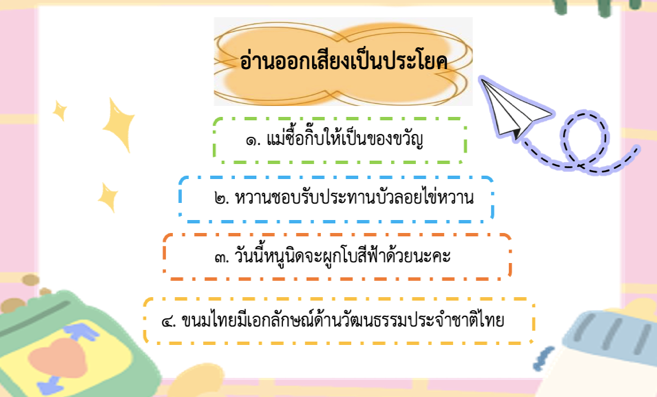 อ่านออกเสียงเป็นประโยค
๑. แม่ซื้อกิ๊บให้เป็นของขวัญ
๒. หวานชอบรับประทานบัวลอยไข่หวาน
๓. วันนี้หนูนิดจะผูกโบสีฟ้าด้วยนะคะ
๔. ขนมไทยมีเอกลักษณ์ด้านวัฒนธรรมประจำชาติไทย